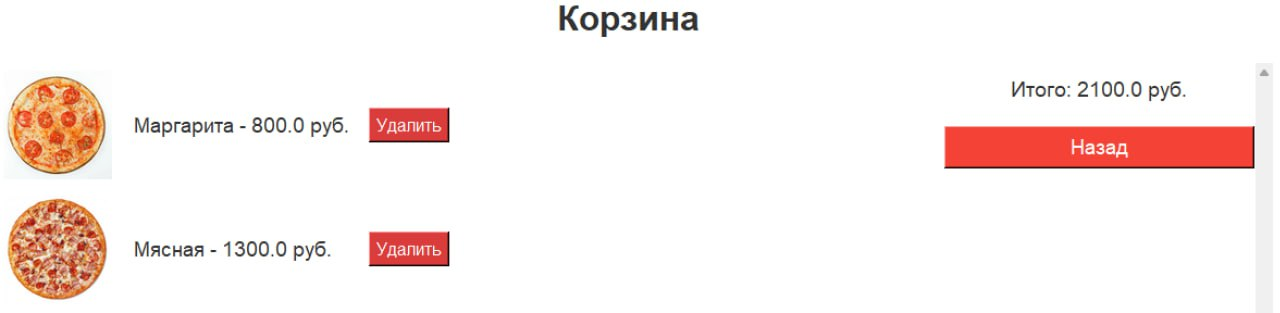 Корзина
Маргарита - 800.0 руб.
Удалить
Мясная - 1300.0 руб.
Удалить
Итого: 2100.0 руб.
Назад